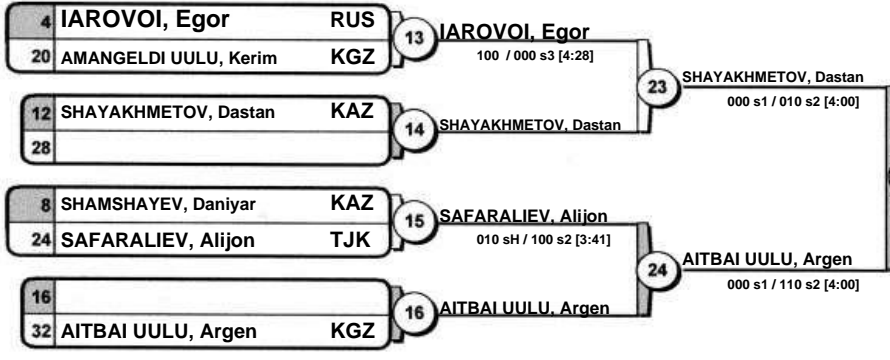 4 IAROVOI, Egor RUS
20 AMANGELDI UULU, Kerim KGZ
13
IAROVOI, Egor
100 / 000 s3 [4:28]
12 SHAYAKHMETOV, Dastan KAZ
28
14
SHAYAKHMETOV, Dastan
23
SHAYAKHMETOV, Dastan
000 s1 / 010 s2 [4:00]
8 SHAMSHAYEV, Daniyar KAZ
24 SAFARALIEV, Alijon TJK
15
SAFARALIEV, Alijon
010 sH / 100 s2 [3:41]
16
32 AITBAI UULU, Argen KGZ
16
AITBAI UULU, Argen
24
AITBAI UULU, Argen
000 s1 / 110 s2 [4:00]